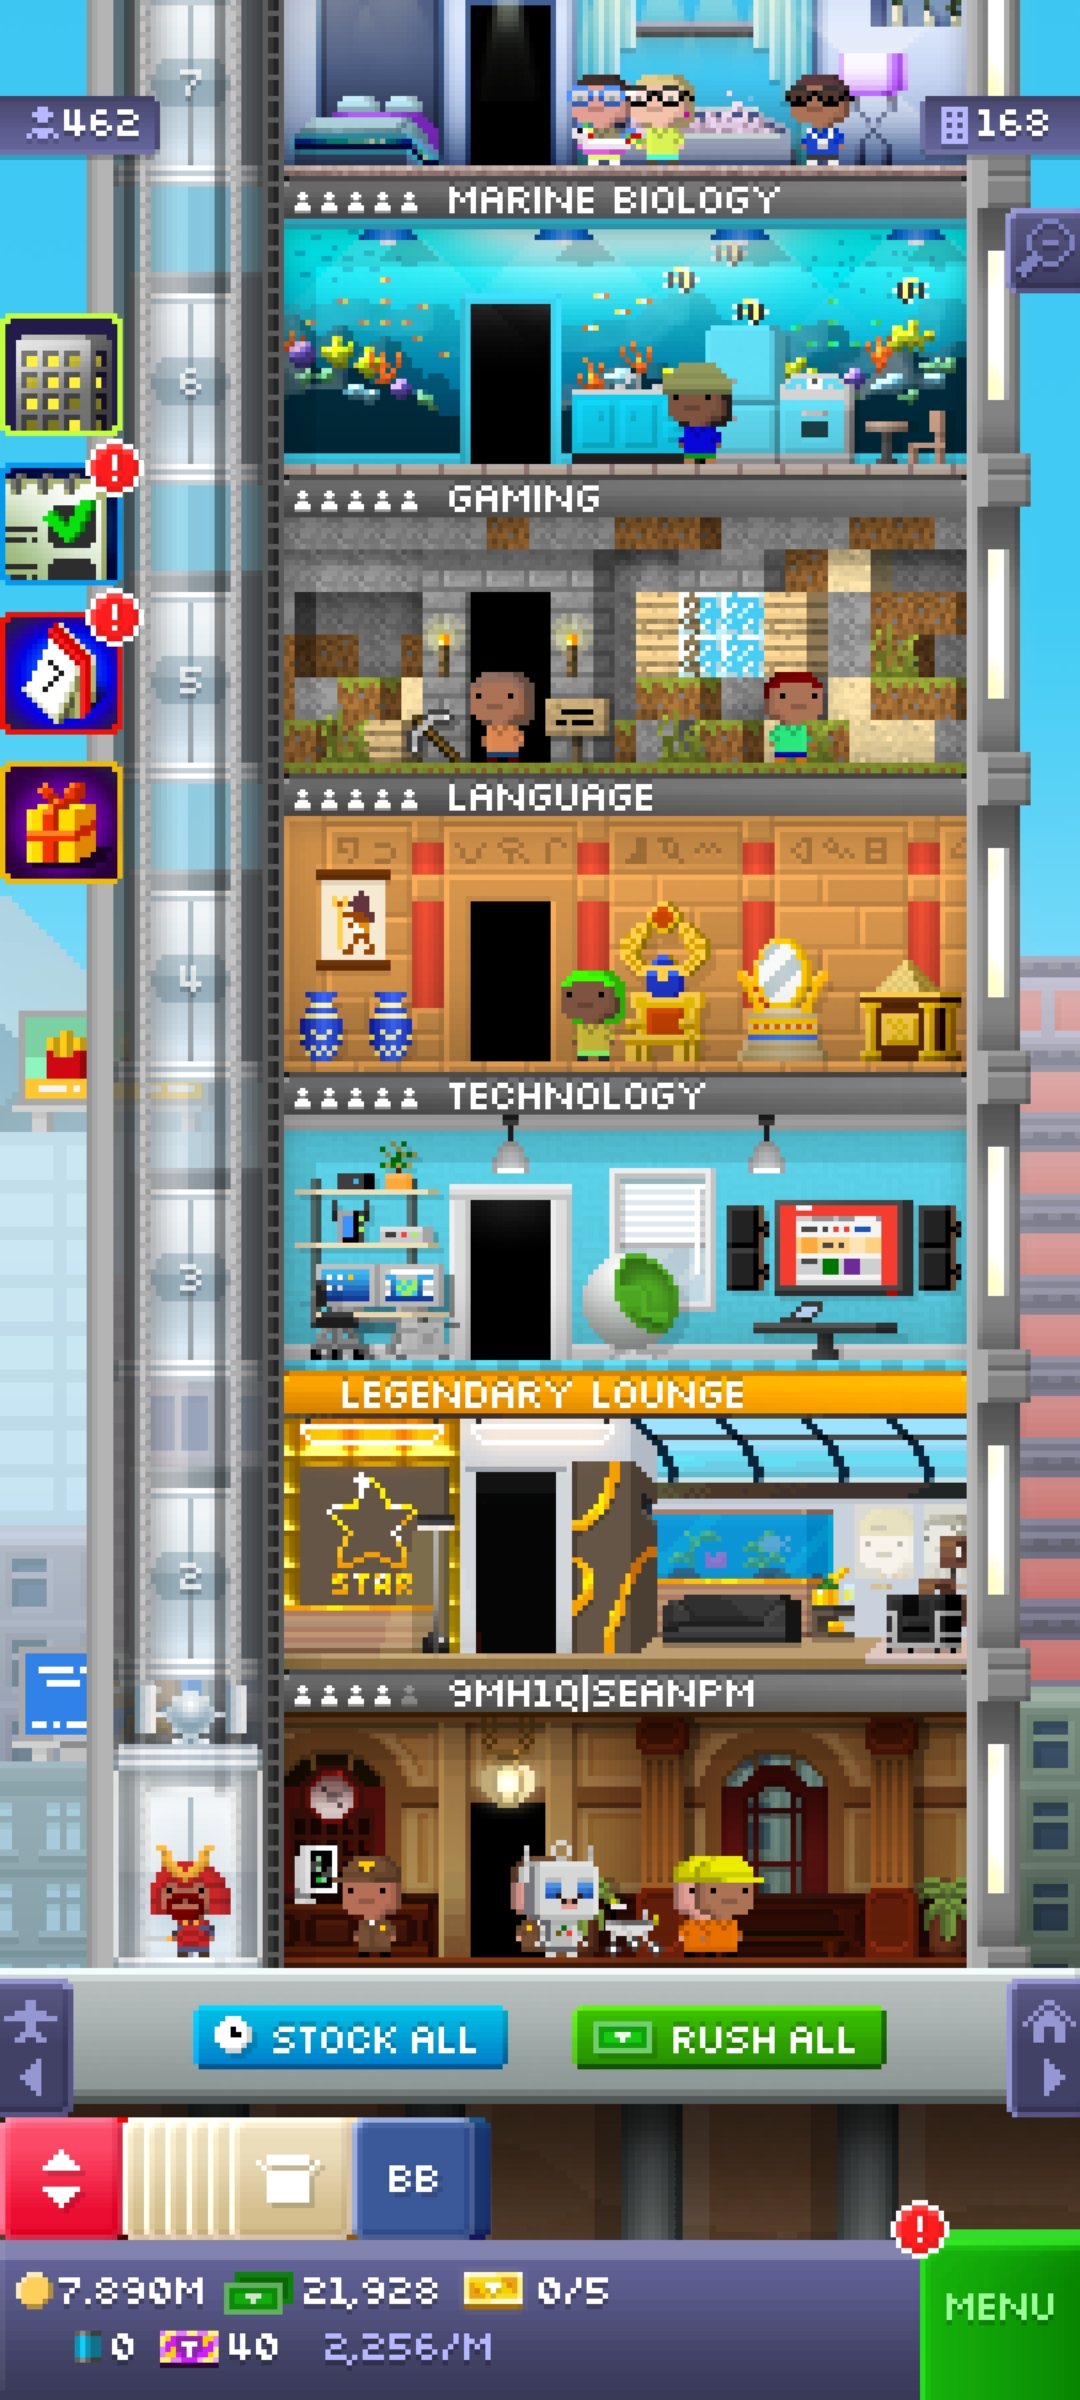 7
462
168
MARINE BIOLOGY
6
GAMING
5
LANGUAGE
4
TECHNOLOGY
3
LEGENDARY LOUNGE
STAR
2
9MH1Q|SEANPM
STOCK ALL
RUSH ALL
BB
7.890M 21,928 0/5
MENU
0 40 2,256/M